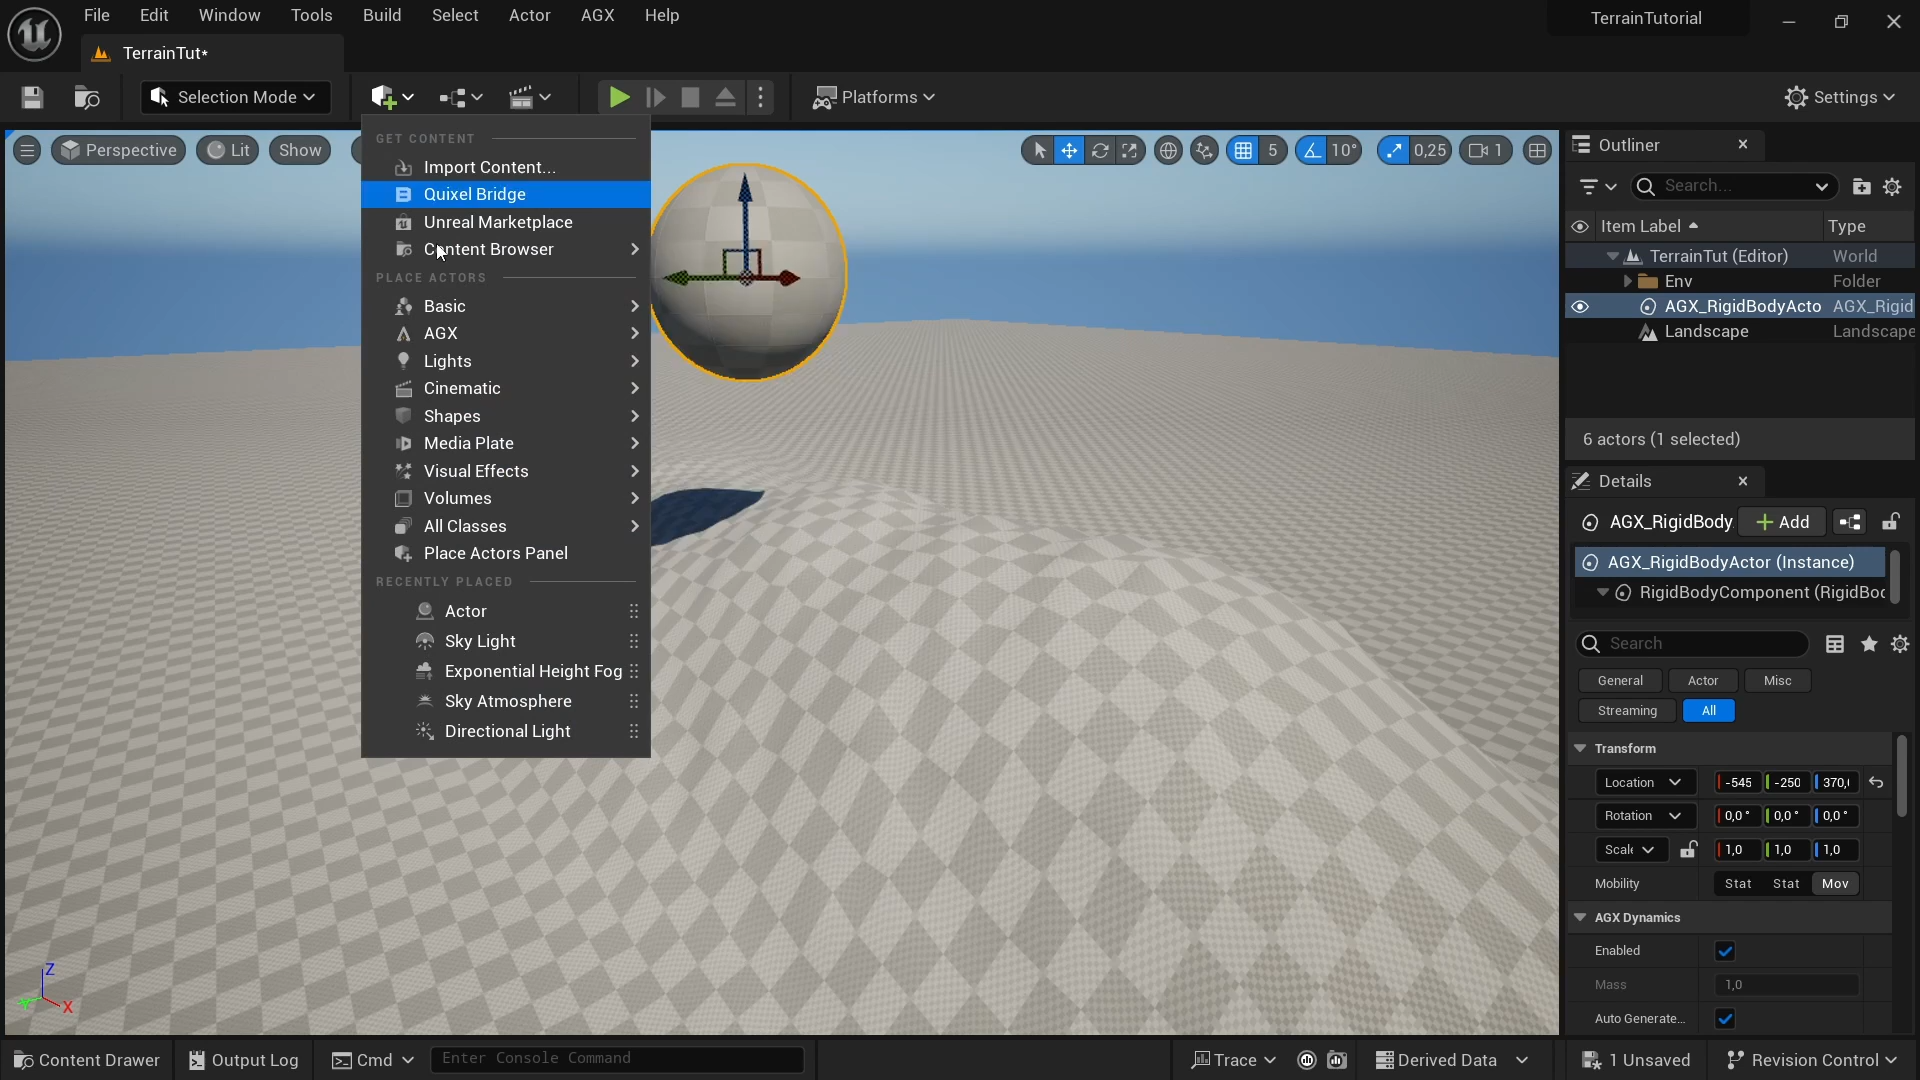 File Edit Window Tools Build Select Actor AGX Help
TerrainTutorial
TerrainTut*
Selection Mode
Platforms
Settings
Perspective Lit Show
5 10° 0,25 1
GET CONTENT
Import Content...
Quixel Bridge
Unreal Marketplace
Content Browser
PLACE ACTORS
Basic
AGX
Lights
Cinematic
Shapes
Media Plate
Visual Effects
Volumes
All Classes
Place Actors Panel
RECENTLY PLACED
Actor
Sky Light
Exponential Height Fog
Sky Atmosphere
Directional Light
Z
X
Outliner
Search...
Item Label Type
TerrainTut (Editor) World
Env Folder
AGX_RigidBodyActo AGX_Rigid
Landscape Landscape
6 actors (1 selected)
Details
AGX_RigidBody Add
AGX_RigidBodyActor (Instance)
RigidBodyComponent (RigidBoc
Search
General Actor Misc
Streaming All
Transform
Location -545 -250 370,
Rotation 0,0 ° 0,0 ° 0,0 °
Scale 1,0 1,0 1,0
Mobility Stat Stat Mov
AGX Dynamics
Enabled
Mass 1,0
Auto Generate...
Content Drawer Output Log Cmd Enter Console Command Trace Derived Data 1 Unsaved Revision Control